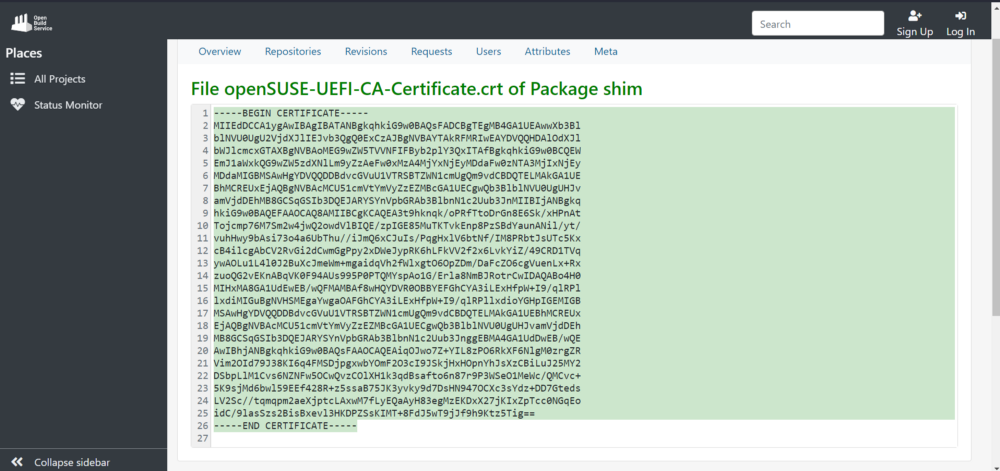 Open
Build
Service
Search
Sign Up
Log In
Places
All Projects
Status Monitor
Collapse sidebar
Overview Repositories Revisions Requests Users Attributes Meta
File openSUSE-UEFI-CA-Certificate.crt of Package shim
1 -----BEGIN CERTIFICATE-----
2 MIIEdDCCA1ygAwIBAgIBATANBgkqhkiG9w0BAQsFADCBgTEgMB4GA1UEAwwXb3Bl
3 blNVU0UgU2VjdXJlIEJvb3QgQ0ExCzAJBgNVBAYTAkRFMRIwEAYDVQQHDAlOdXJl
4 bWJlcmcxGTAXBgNVBAoMEG9wZW5TVVNFIFByb2plY3QxITAfBgkqhkiG9w0BCQEW
5 EmJ1aWxkQG9wZW5zdXNlLm9yZzAeFw0xMzA4MjYxNjEyMDdaFw0zNTA3MjIxNjEy
6 MDdaMIGBMSAwHgYDVQQDDBdvcGVuU1VTRSBTZWN1cmUgQm9vdCBDQTELMAkGA1UE
7 BhMCREUxEjAQBgNVBAcMCU51cmVtYmVyZzEZMBcGA1UECgwQb3BlblNVU0UgUHJv
8 amVjdDEhMB8GCSqGSIb3DQEJARYSYnVpbGRAb3BlbnN1c2Uub3JnMIIBIjANBgkq
9 hkiG9w0BAQEFAAOCAQ8AMIIBCgKCAQEA3t9hknqk/oPRfTtoDrGn8E6Sk/xHPnAt
10 Tojcmp76M7Sm2w4jwQ2owdVlBIQE/zpIGE85MuTKTvkEnp8PzSBdYaunANil/yt/
11 vuhHwy9bAsi73o4a6UbThu//iJmQ6xCJuIs/PqgHxlV6btNf/IM8PRbtJsUTc5Kx
12 cB4ilcgAbCV2RvGi2dCwmGgPpy2xDWeJypRK6hLFkVV2f2x6LvkYiZ/49CRD1TVq
13 ywAOLu1L4l0J2BuXcJmeWm+mgaidqVh2fWlxgtO6OpZDm/DaFcZO6cgVuenLx+Rx
14 zuoQG2vEKnABqVK0F94AUs995P0PTQMYspAo1G/Erla8NmBJRotrCwIDAQABo4H0
15 MIHxMA8GA1UdEwEB/wQFMAMBAf8wHQYDVR0OBBYEFGhCYA3iLExHfpW+I9/qlRPl
16 lxdiMIGuBgNVHSMEgaYwgaOAFGhCYA3iLExHfpW+I9/qlRPllxdioYGHpIGEMIGB
17 MSAwHgYDVQQDDBdvcGVuU1VTRSBTZWN1cmUgQm9vdCBDQTELMAkGA1UEBhMCREUx
18 EjAQBgNVBAcMCU51cmVtYmVyZzEZMBcGA1UECgwQb3BlblNVU0UgUHJvamVjdDEh
19 MB8GCSqGSIb3DQEJARYSYnVpbGRAb3BlbnN1c2Uub3JnggEBMA4GA1UdDwEB/wQE
20 AwIBhjANBgkqhkiG9w0BAQsFAAOCAQEAiqOJwo7Z+YIL8zPO6RkXF6NlgM0zrgZR
21 Vim2OId79J38KI6q4FMSDjpgxwbYOmF2O3cI9JSkjHxHOpnYhJsXzCBiLuJ25MY2
22 DSbpLlM1Cvs6NZNFw5OCwQvzCOlXH1k3qdBsafto6n87r9P3WSeO1MeWc/QMCvc+
23 5K9sjMd6bwl59EEf428R+z5ssaB75JK3yvky9d7DsHN947OCXc3sYdz+DD7Gteds
24 LV2Sc//tqmqpm2aeXjptcLAxwM7fLyEQaAyH83egMzEKDxX27jKIxZpTcc0NGqEo
25 idC/9lasSzs2BisBxevl3HKDPZSsKIMT+8FdJ5wT9jJf9h9Ktz5Tig==
26 -----END CERTIFICATE-----
27